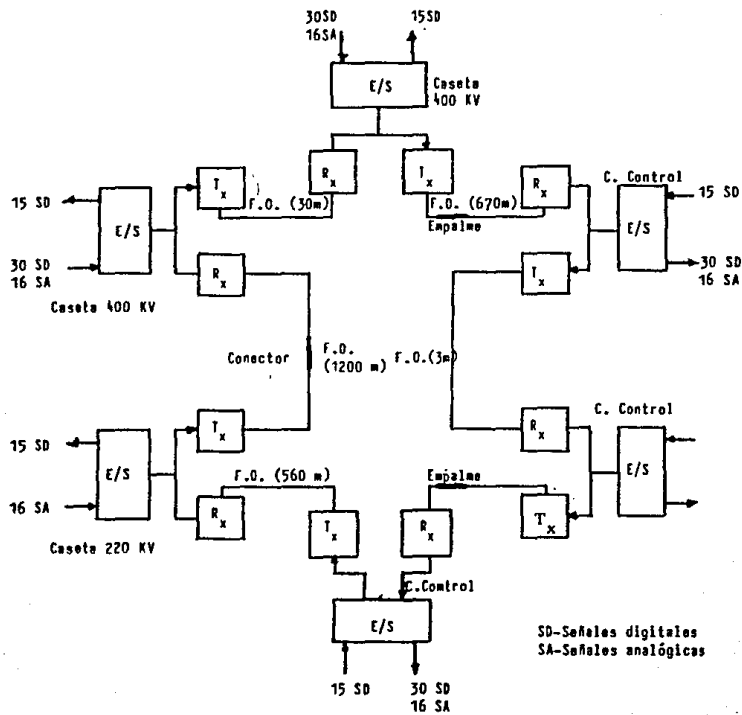 30SD
16SA
15SD
E/S
Caseta
400 KV
Tx
Rx
Tx
Rx
F.O. (30m)
F.O. (670m)
Empalme
C. Control
15 SD
E/S
30 SD
16 SA
Caseta 400 KV
Rx
Tx
15 SD
E/S
30 SD
16 SA
Conector
F.O.
(1200 m)
F.O.(3m)
15 SD
E/S
16 SA
Caseta 220 KV
Tx
Rx
F.O. (560 m)
Tx
Rx
Empalme
Rx
Tx
C. Control
E/S
C.Comtrol
E/S
15 SD
30 SD
16 SA
SD-Señales digitales
SA-Señales analógicas